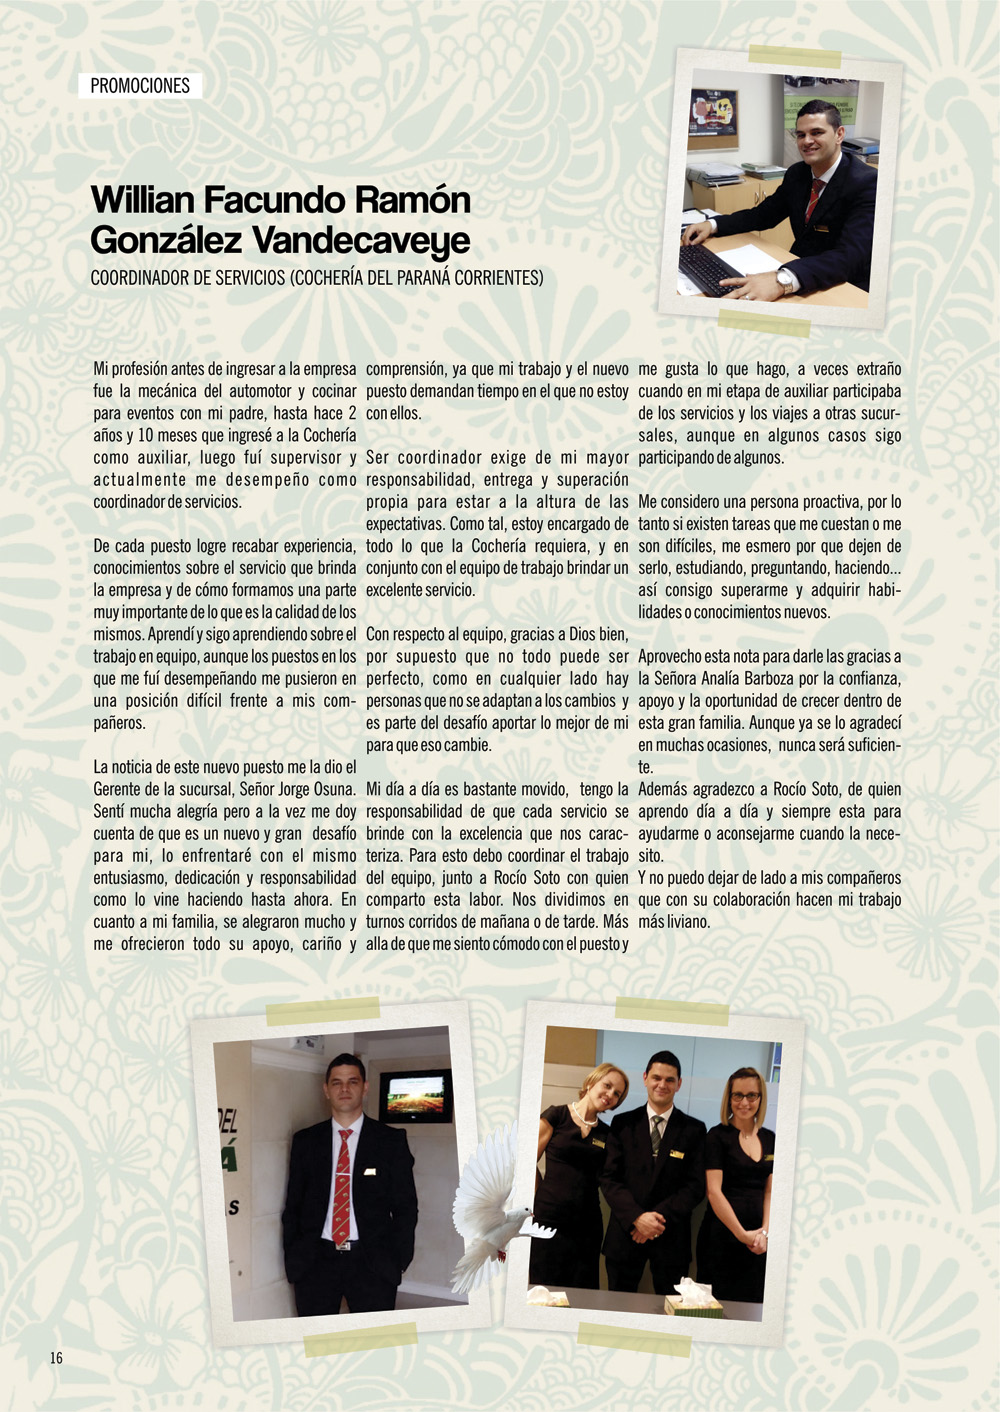 PROMOCIONES
Willian Facundo Ramón
González Vandecaveye
COORDINADOR DE SERVICIOS (COCHERÍA DEL PARANÁ CORRIENTES)
Mi profesión antes de ingresar a la empresa
fue la mecánica del automotor y cocinar
para eventos con mi padre, hasta hace 2
años y 10 meses que ingresé a la Cochería
como auxiliar, luego fuí supervisor y
actualmente me desempeño como
coordinador de servicios.
De cada puesto logre recabar experiencia,
conocimientos sobre el servicio que brinda
la empresa y de cómo formamos una parte
muy importante de lo que es la calidad de los
mismos. Aprendí y sigo aprendiendo sobre el
trabajo en equipo, aunque los puestos en los
que me fuí desempeñando me pusieron en
una posición difícil frente a mis com-
pañeros.
La noticia de este nuevo puesto me la dio el
Gerente de la sucursal, Señor Jorge Osuna.
Sentí mucha alegría pero a la vez me doy
cuenta de que es un nuevo y gran desafío
para mi, lo enfrentaré con el mismo
entusiasmo, dedicación y responsabilidad
como lo vine haciendo hasta ahora. En
cuanto a mi familia, se alegraron mucho y
me ofrecieron todo su apoyo, cariño y
comprensión, ya que mi trabajo y el nuevo
puesto demandan tiempo en el que no estoy
con ellos.
Ser coordinador exige de mi mayor
responsabilidad, entrega y superación
propia para estar a la altura de las
expectativas. Como tal, estoy encargado de
todo lo que la Cochería requiera, y en
conjunto con el equipo de trabajo brindar un
excelente servicio.
Con respecto al equipo, gracias a Dios bien,
por supuesto que no todo puede ser
perfecto, como en cualquier lado hay
personas que no se adaptan a los cambios y
es parte del desafío aportar lo mejor de mi
para que eso cambie.
Mi día a día es bastante movido, tengo la
responsabilidad de que cada servicio se
brinde con la excelencia que nos carac-
teriza. Para esto debo coordinar el trabajo
del equipo, junto a Rocío Soto con quien
comparto esta labor. Nos dividimos en
turnos corridos de mañana o de tarde. Más
alla de que me siento cómodo con el puesto y
me gusta lo que hago, a veces extraño
cuando en mi etapa de auxiliar participaba
de los servicios y los viajes a otras sucur-
sales, aunque en algunos casos sigo
participando de algunos.
Me considero una persona proactiva, por lo
tanto si existen tareas que me cuestan o me
son difíciles, me esmero por que dejen de
serlo, estudiando, preguntando, haciendo...
así consigo superarme y adquirir habi-
lidades o conocimientos nuevos.
Aprovecho esta nota para darle las gracias a
la Señora Analía Barboza por la confianza,
apoyo y la oportunidad de crecer dentro de
esta gran familia. Aunque ya se lo agradecí
en muchas ocasiones, nunca será suficien-
te.
Además agradezco a Rocío Soto, de quien
aprendo día a día y siempre esta para
ayudarme o aconsejarme cuando la nece-
sito.
Y no puedo dejar de lado a mis compañeros
que con su colaboración hacen mi trabajo
más liviano.
DEL
Á
AS
16